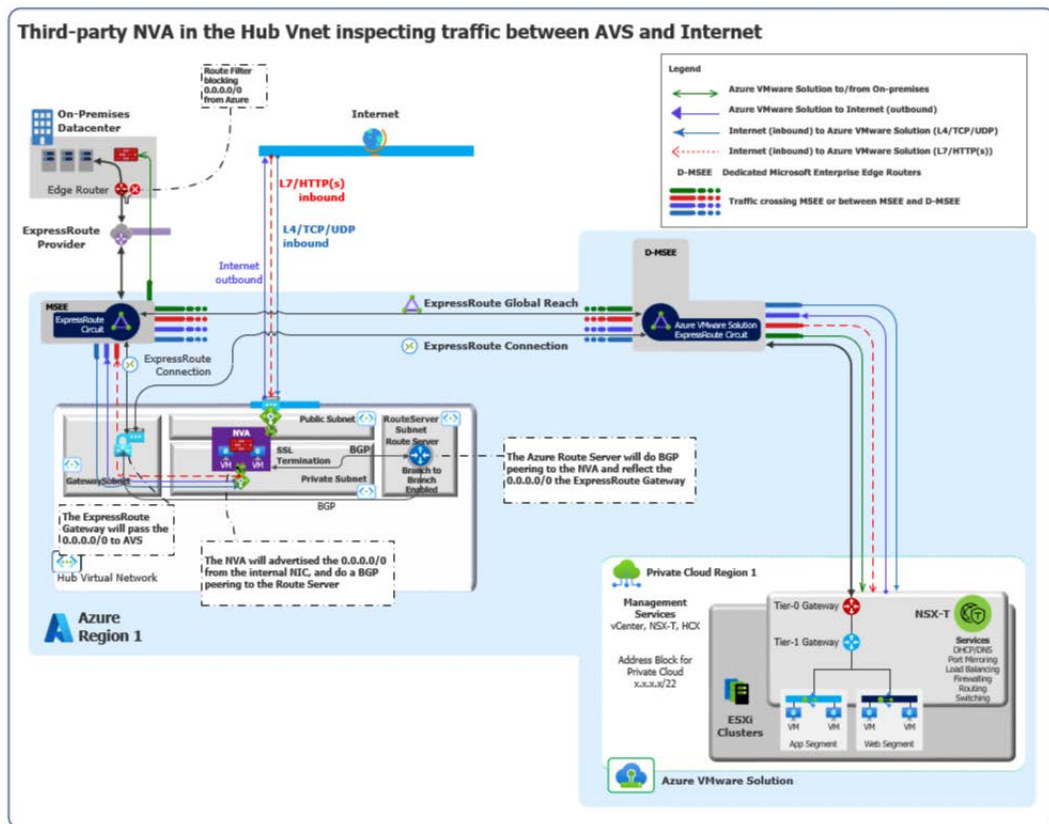 Third-party NVA in the Hub Vnet inspecting traffic between AVS and Internet
Route Filter
blocking
0.0.0.0/0
from Azure
On-Premises
Datacenter
Edge Router
ExpressRoute
Provider
Internet
L7/HTTP(s)
inbound
L4/TCP/UDP
inbound
Internet
outbound
Legend
Azure VMware Solution to/from On-premises
Azure VMware Solution to Internet (outbound)
Internet (inbound) to Azure VMware Solution (L4/TCP/UDP)
Internet (inbound) to Azure VMware Solution (L7/HTTP(s))
D-MSEE Dedicated Microsoft Enterprise Edge Routers
Traffic crossing MSEE or between MSEE and D-MSEE
D-MSEE
MSEE
ExpressRoute
Circuit
ExpressRoute Global Reach
Azure VMware Solution
ExpressRoute Circuit
ExpressRoute Connection
ExpressRoute
Connection
Public Subnet
NVA
VM VM
SSL
Termination
BGP
Private Subnet
RouteServer
Subnet
Route Server
Branch to
Branch
Enabled
GatewaySubnet
BGP
The Azure Route Server will do BGP
peering to the NVA and reflect the
0.0.0.0/0 the ExpressRoute Gateway
The ExpressRoute
Gateway will pass the
0.0.0.0/0 to AVS
The NVA will advertised the 0.0.0.0/0
from the internal NIC, and do a BGP
peering to the Route Server
Hub Virtual Network
Azure
Region 1
Private Cloud Region 1
Management
Services
vCenter, NSX-T, HCX
Address Block for
Private Cloud
x.x.x.x/22
Tier-0 Gateway
Tier-1 Gateway
NSX-T
Services
DHCP/DNS
Port Mirroring
Load Balancing
Firewalling
Routing
Switching
ESXi
Clusters
VM VM
App Segment
VM VM
Web Segment
Azure VMware Solution